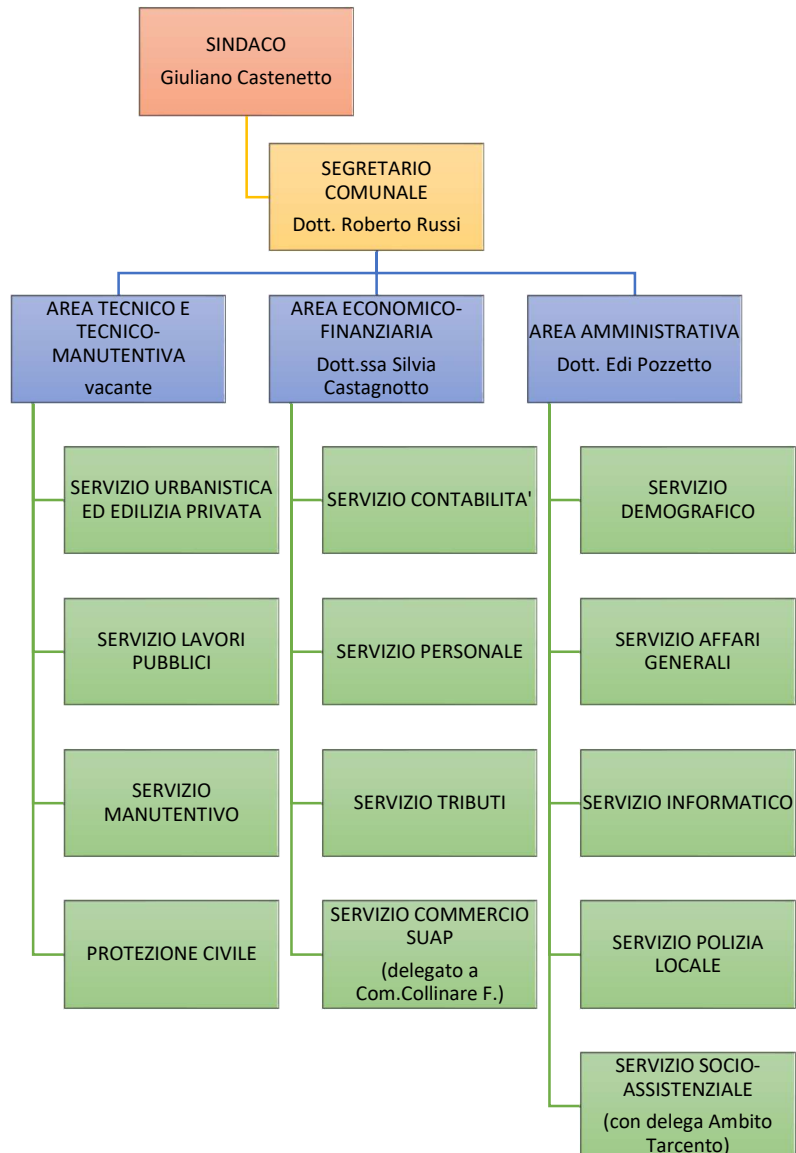 SINDACO
Giuliano Castenetto
SEGRETARIO
COMUNALE
Dott. Roberto Russi
AREA TECNICO E
TECNICO-
MANUTENTIVA
vacante
AREA ECONOMICO-
FINANZIARIA
Dott.ssa Silvia
Castagnotto
AREA AMMINISTRATIVA
Dott. Edi Pozzetto
SERVIZIO URBANISTICA
ED EDILIZIA PRIVATA
SERVIZIO LAVORI
PUBBLICI
SERVIZIO
MANUTENTIVO
PROTEZIONE CIVILE
SERVIZIO CONTABILITA'
SERVIZIO PERSONALE
SERVIZIO TRIBUTI
SERVIZIO COMMERCIO
SUAP
(delegato a
Com.Collinare F.)
SERVIZIO
DEMOGRAFICO
SERVIZIO AFFARI
GENERALI
SERVIZIO INFORMATICO
SERVIZIO POLIZIA
LOCALE
SERVIZIO SOCIO-
ASSISTENZIALE
(con delega Ambito
Tarcento)